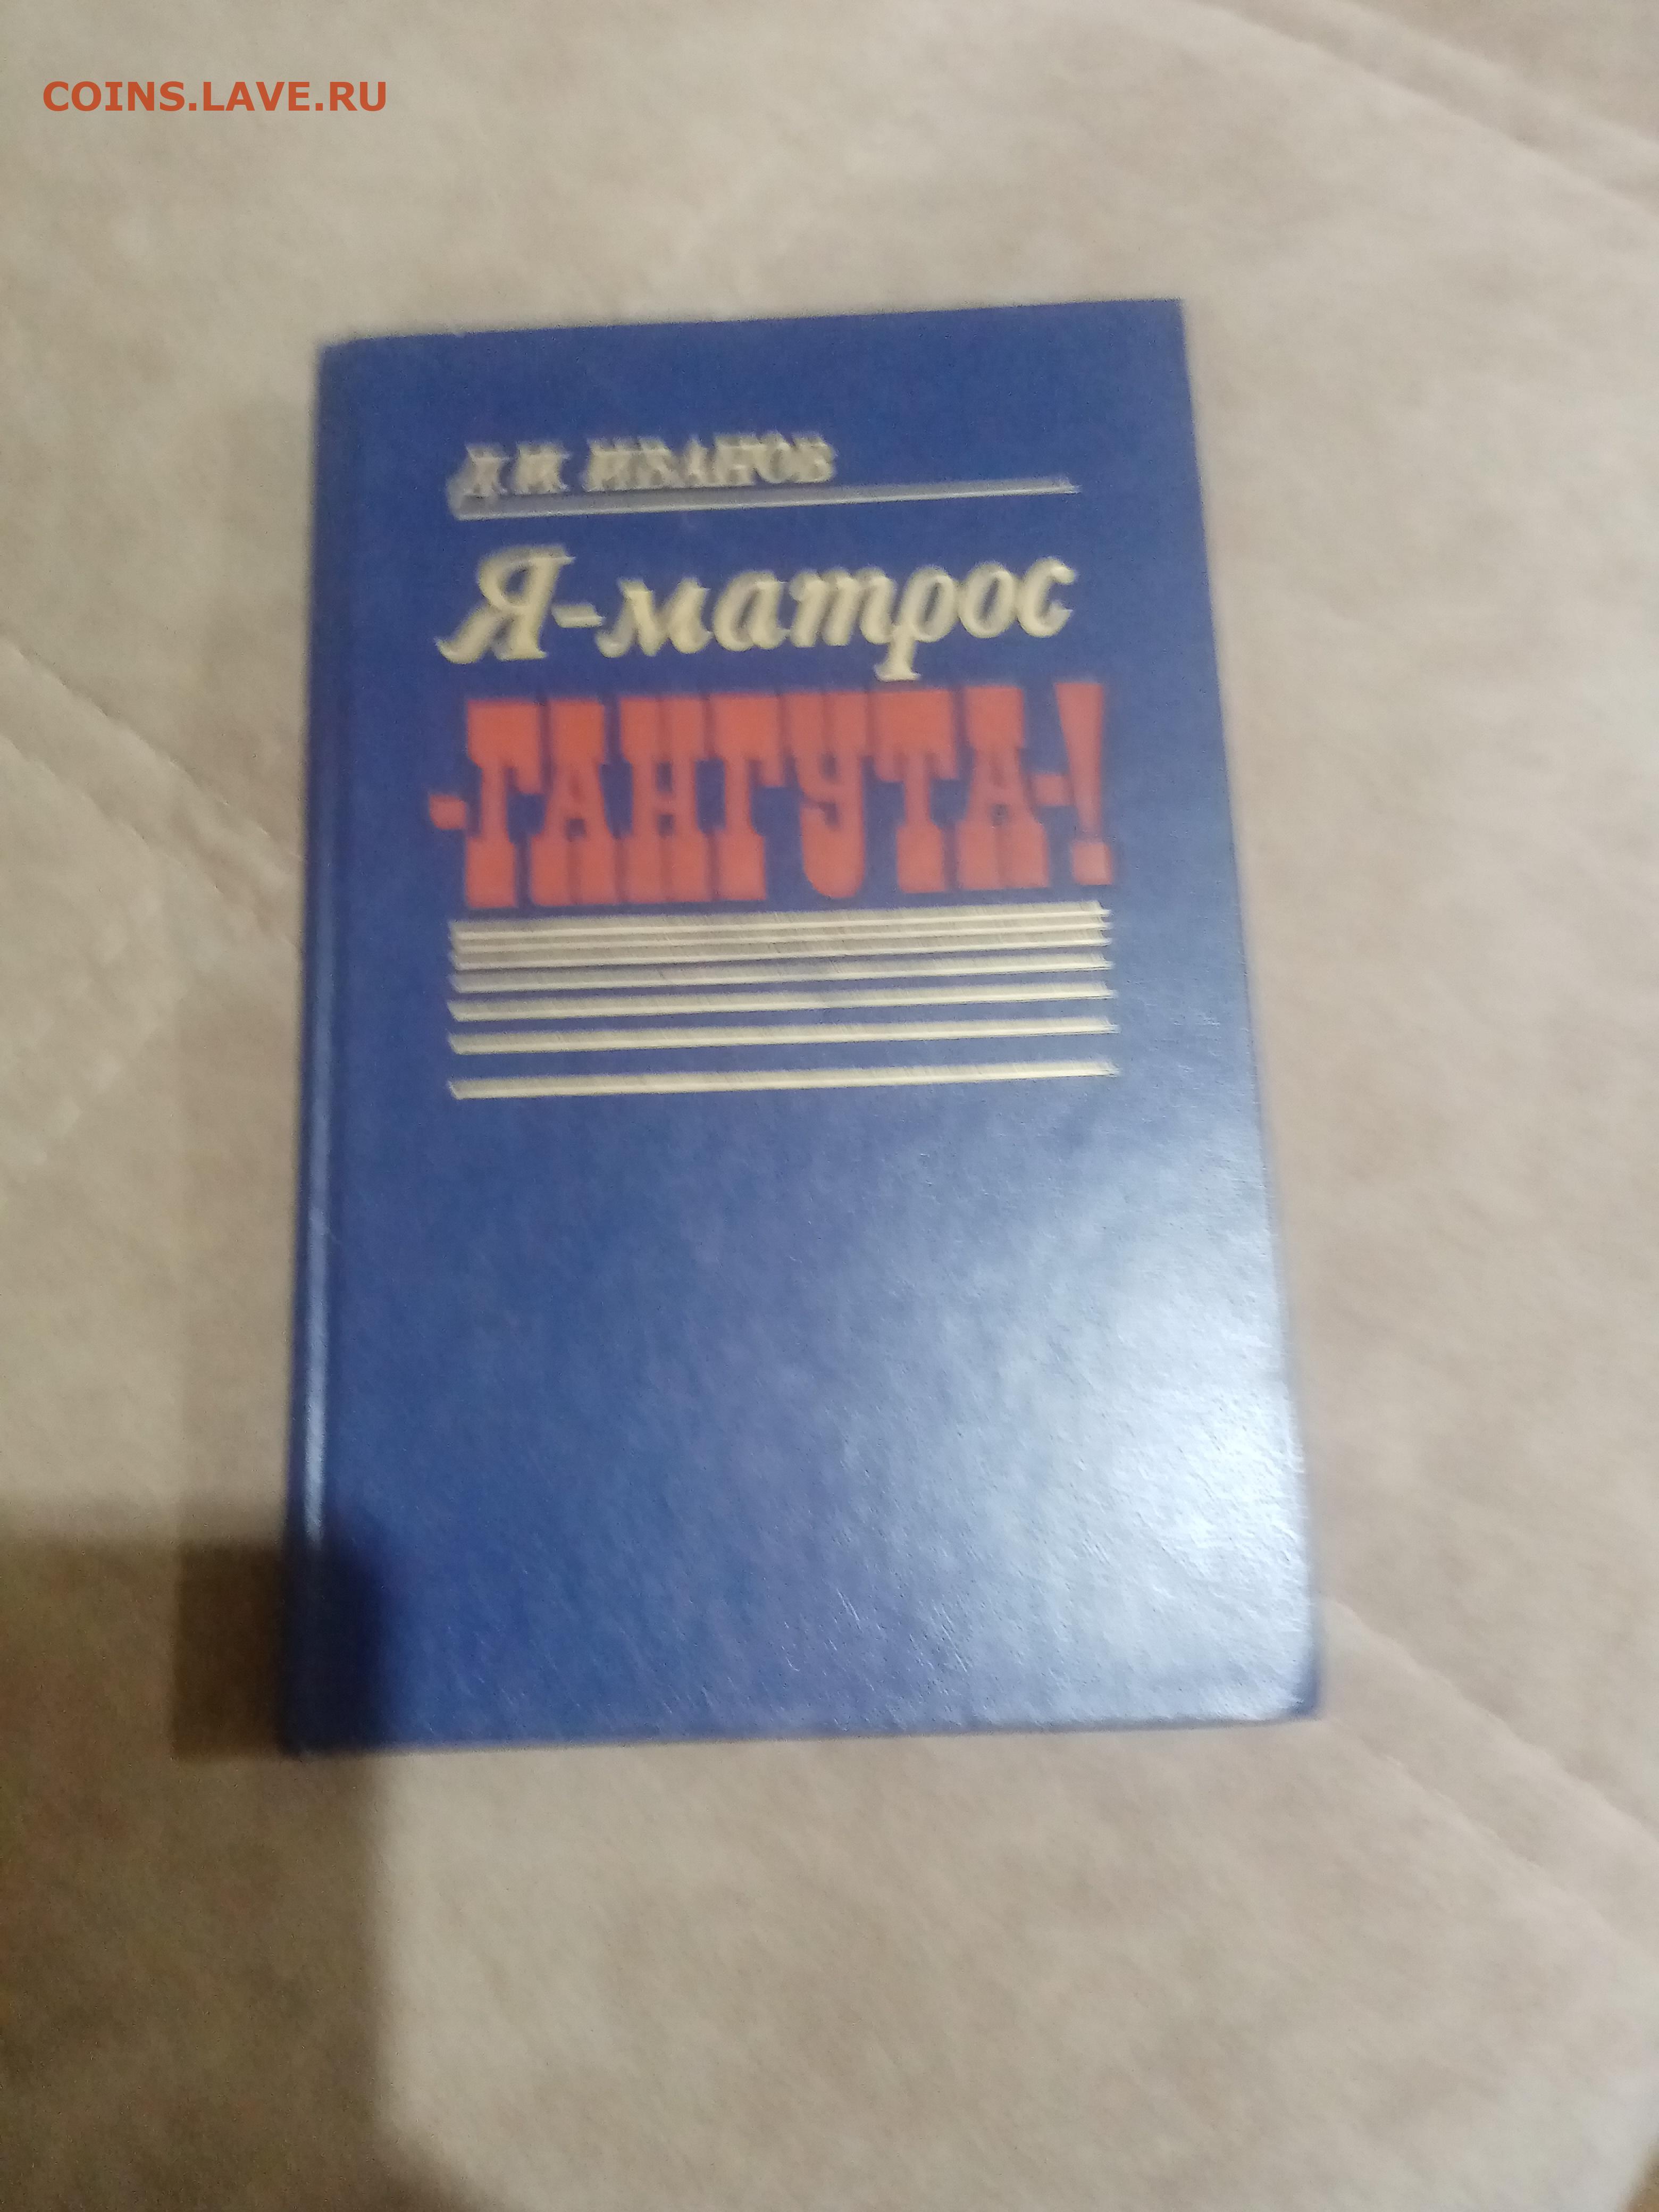 COINS.LAVE.RU
Д.И. ИВАНОВ
Я-матрос
-ГАНГУТА-!